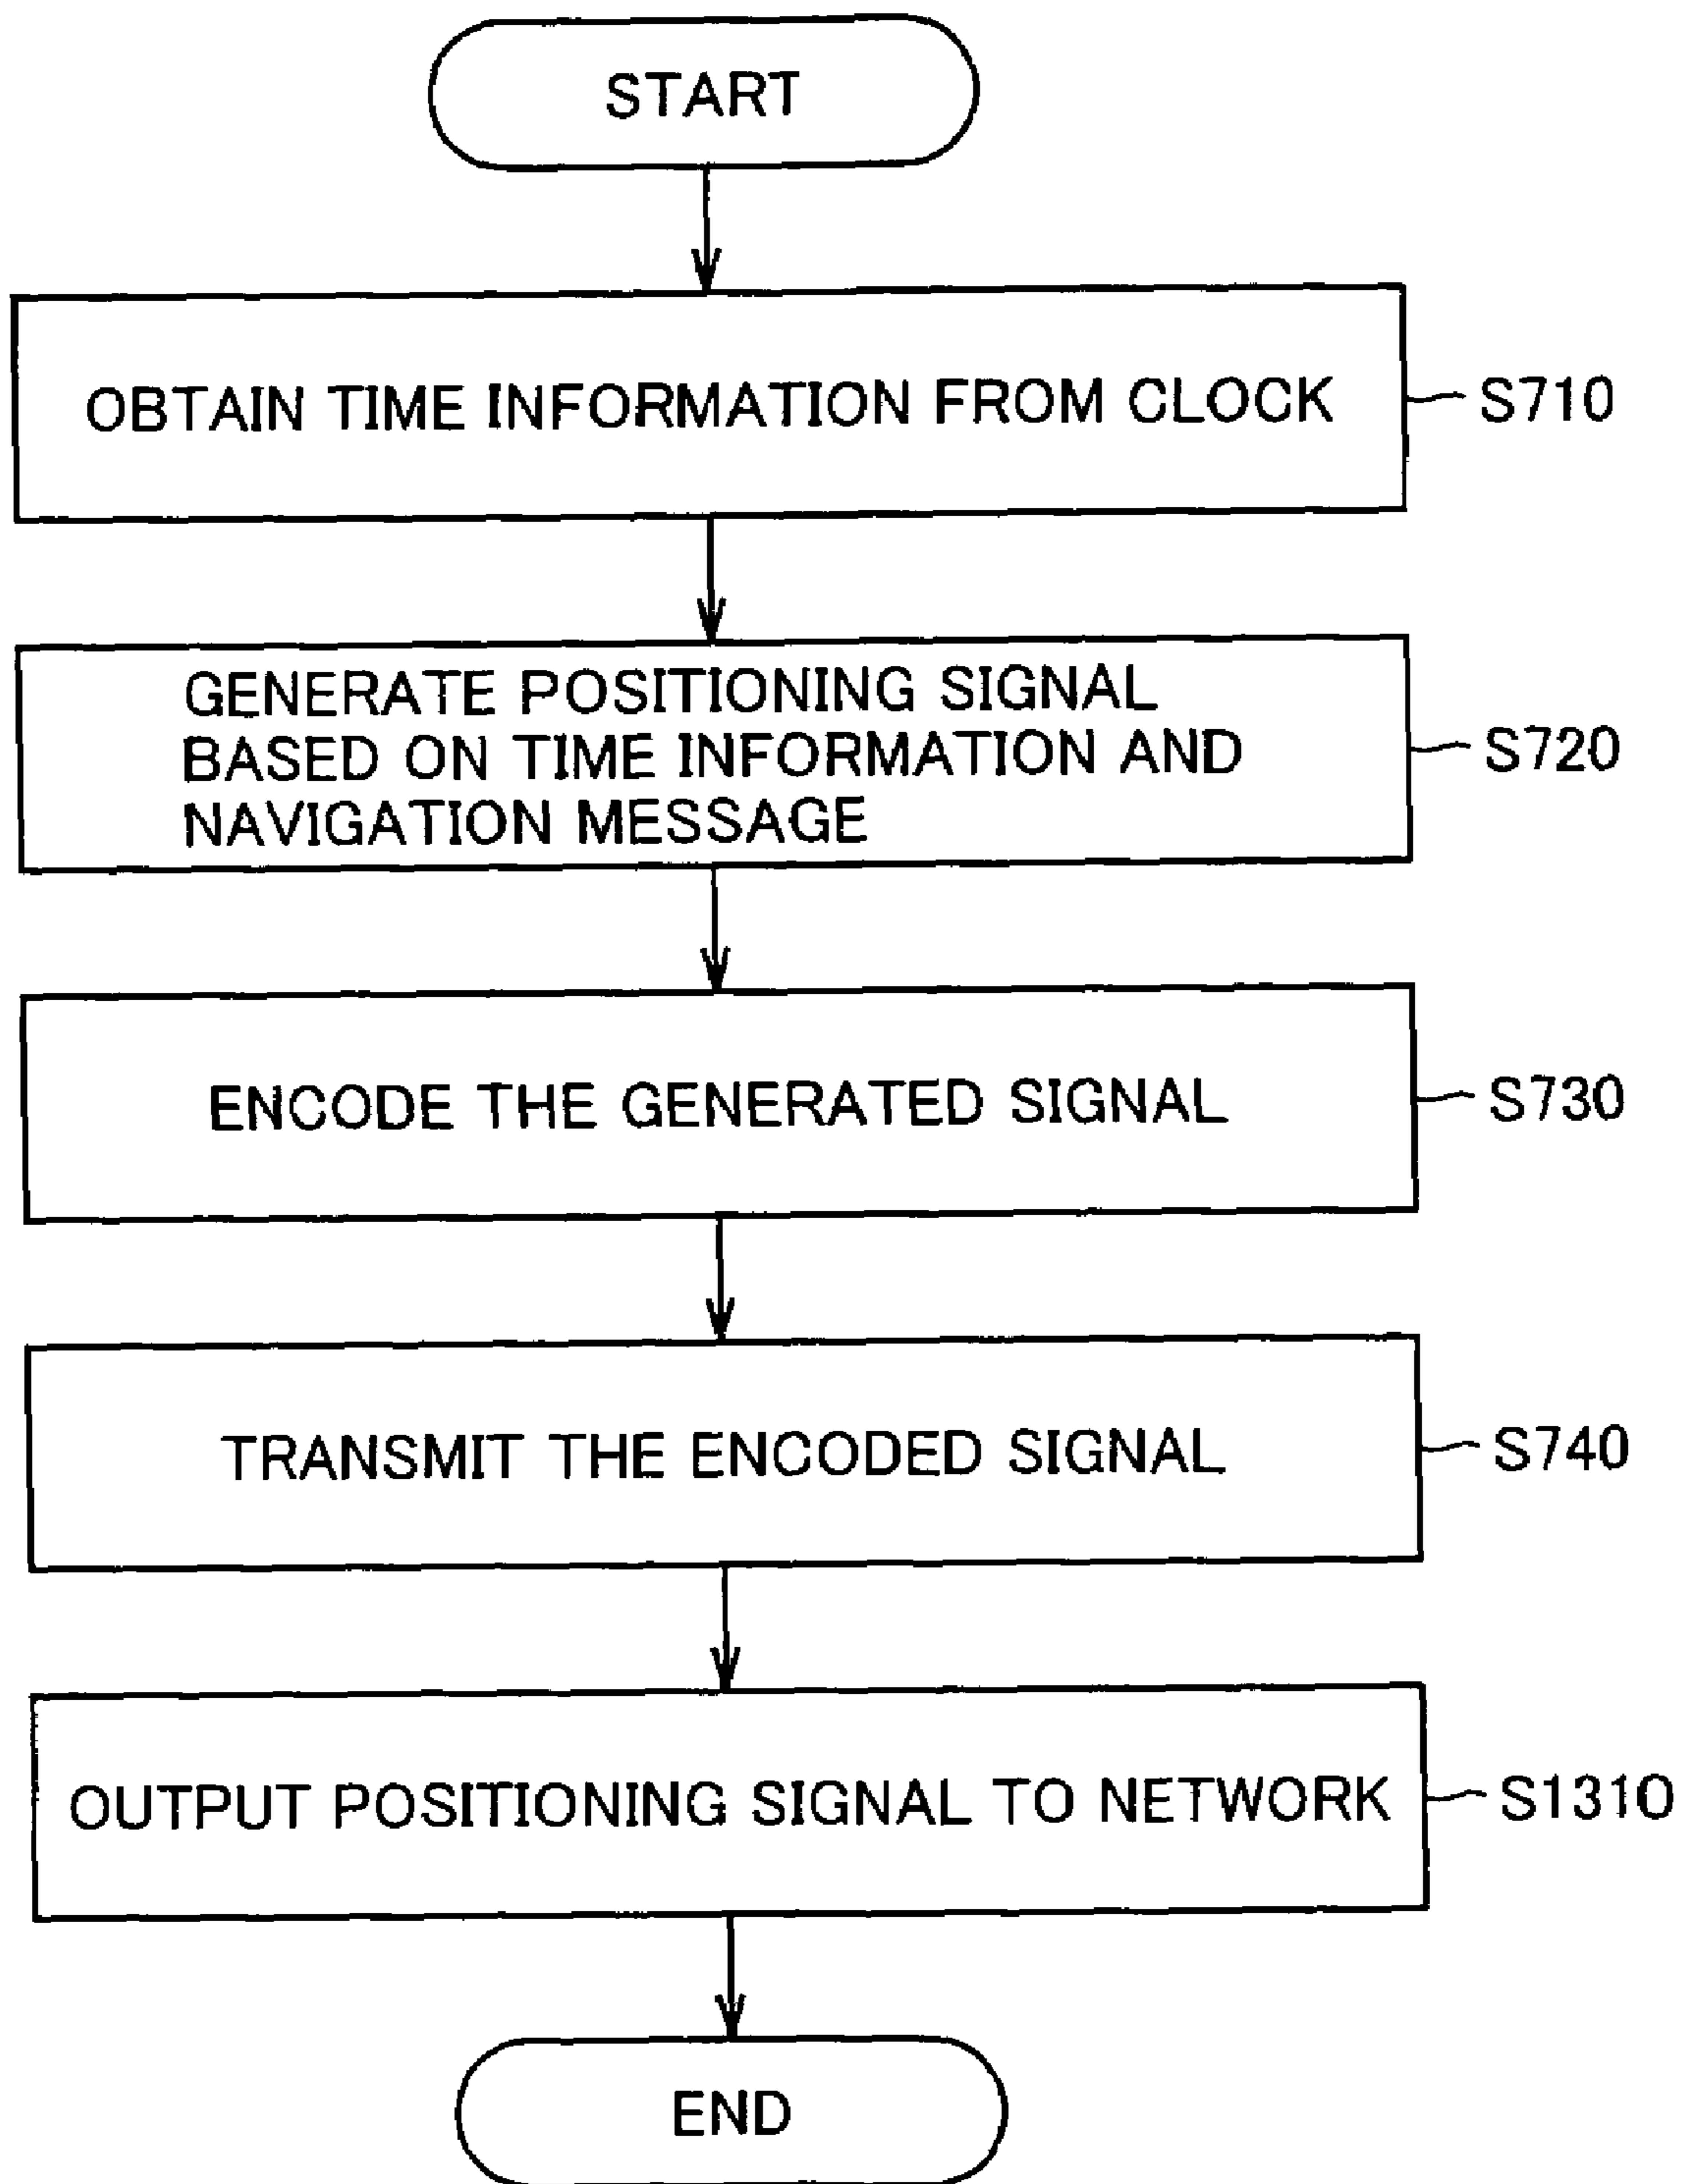 START
OBTAIN TIME INFORMATION FROM CLOCK
S710
GENERATE POSITIONING SIGNAL
BASED ON TIME INFORMATION AND
NAVIGATION MESSAGE
S720
ENCODE THE GENERATED SIGNAL
S730
TRANSMIT THE ENCODED SIGNAL
S740
OUTPUT POSITIONING SIGNAL TO NETWORK
S1310
END